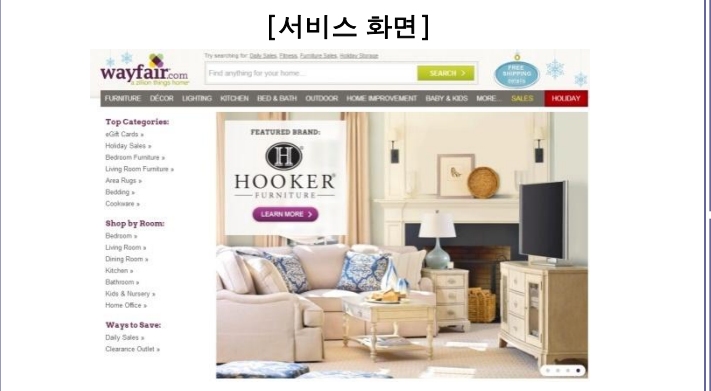 [서비스 화면]
Try searching for: Daily Sales, Fitness, Furniture Sales, Holiday Storage
wayfair.com
a zillion things home
Find anything for your home...
SEARCH >
FREE
SHIPPING
FURNITURE DÉCOR LIGHTING KITCHEN BED & BATH OUTDOOR HOME IMPROVEMENT BABY & KIDS MORE... SALES HOLIDAY
Top Categories:
eGift Cards »
Holiday Sales »
Bedroom Furniture »
Living Room Furniture »
Area Rugs »
Bedding »
Cookware »
Shop by Room:
Bedroom »
Living Room »
Dining Room »
Kitchen »
Bathroom »
Kids & Nursery »
Home Office »
Ways to Save:
Daily Sales »
Clearance Outlet »
FEATURED BRAND:
H
HOOKER®
FURNITURE
LEARN MORE >